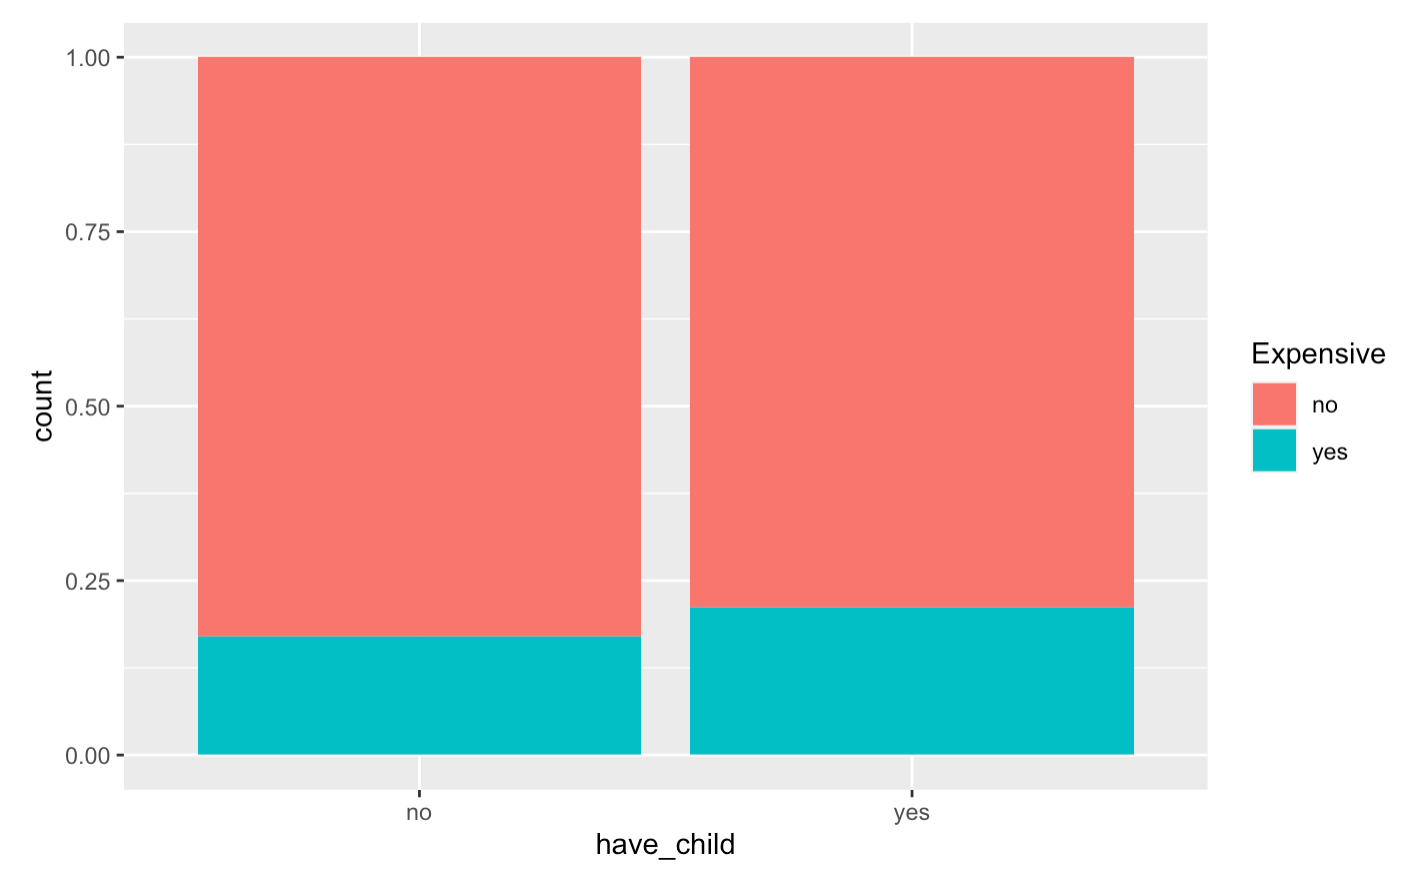 1.00
0.75
0.50
0.25
0.00
count
no
yes
have_child
Expensive
no
yes